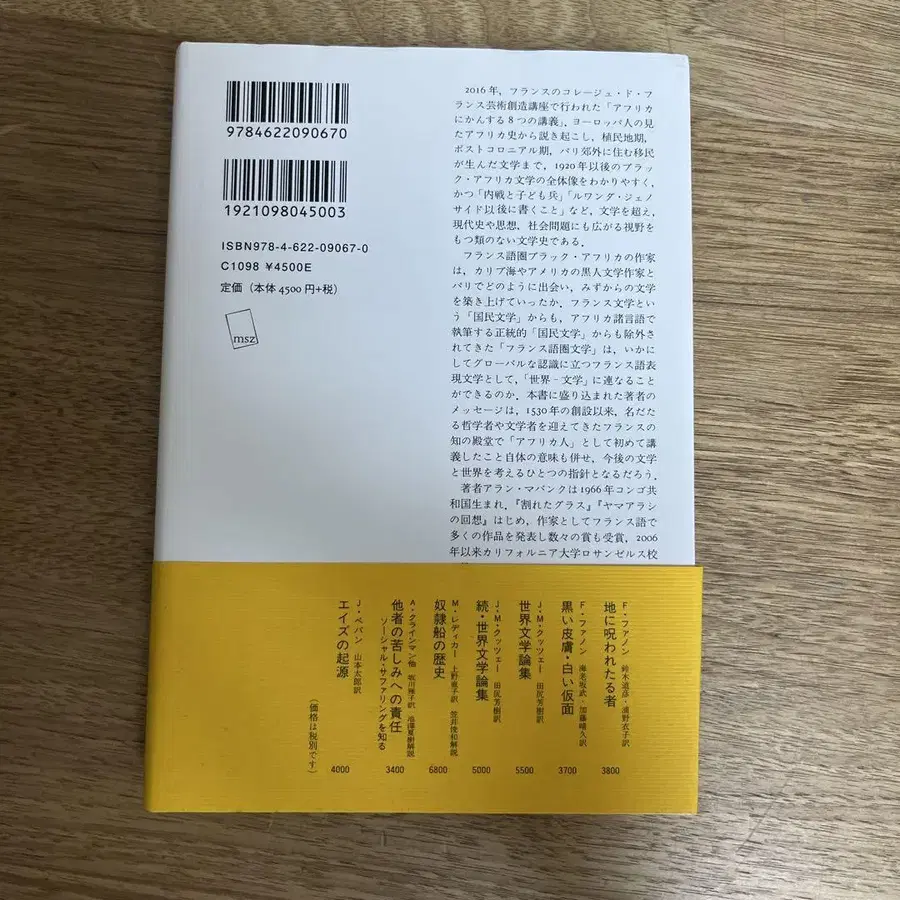 9784622090670
1921098045003
ISBN978-4-622-09067-0
C1098 ¥4500E
定価（本体 4500 円+税）
msz
2016年，フランスのコレージュ・ド・フ
ランス芸術創造講座で行われた「アフリカ
にかんする8つの講義」．ヨーロッパ人の見
たアフリカ史から説き起こし，植民地期，
ポストコロニアル期，パリ郊外に住む移民
が生んだ文学まで，1920年以後のブラッ
ク・アフリカ文学の全体像をわかりやすく，
かつ「内戦と子ども兵」「ルワンダ・ジェノ
サイド以後に書くこと」など，文学を超え，
現代史や思想，社会問題にも広がる視野を
もつ類のない文学史である．
フランス語圏ブラック・アフリカの作家
は，カリブ海やアメリカの黒人文学作家と
パリでどのように出会い，みずからの文学
を築き上げていったか．フランス文学とい
う「国民文学」からも，アフリカ諸言語で
執筆する正統的「国民文学」からも除外さ
れてきた「フランス語圏文学」は，いかに
してグローバルな認識に立つフランス語表
現文学として，「世界‐文学」に連なること
ができるのか．本書に盛り込まれた著者の
メッセージは，1530年の創設以来，名だた
る哲学者や文学者を迎えてきたフランスの
知の殿堂で「アフリカ人」として初めて講
義したこと自体の意味も併せ，今後の文学
と世界を考えるひとつの指針となるだろう．
著者アラン・マバンクは1966年コンゴ共
和国生まれ．『割れたグラス』『ヤマアラシ
の回想』はじめ，作家としてフランス語で
多くの作品を発表し数々の賞も受賞，2006
年以来カリフォルニア大学ロサンゼルス校
F・ファノン 鈴木道彦・浦野衣子訳
地に呪われたる者
3800
F・ファノン 海老坂武・加藤晴久訳
黒い皮膚・白い仮面
3700
J・M・クッツェー 田尻芳樹訳
世界文学論集
5500
J・M・クッツェー 田尻芳樹訳
続・世界文学論集
5000
M・レディカー 上野直子訳 笠井俊和解説
奴隷船の歴史
6800
A・クラインマン他 坂川雅子訳 池澤夏樹解説
他者の苦しみへの責任
ソーシャル・サファリングを知る
3400
J・ペパン 山本太郎訳
エイズの起源
4000
（価格は税別です）